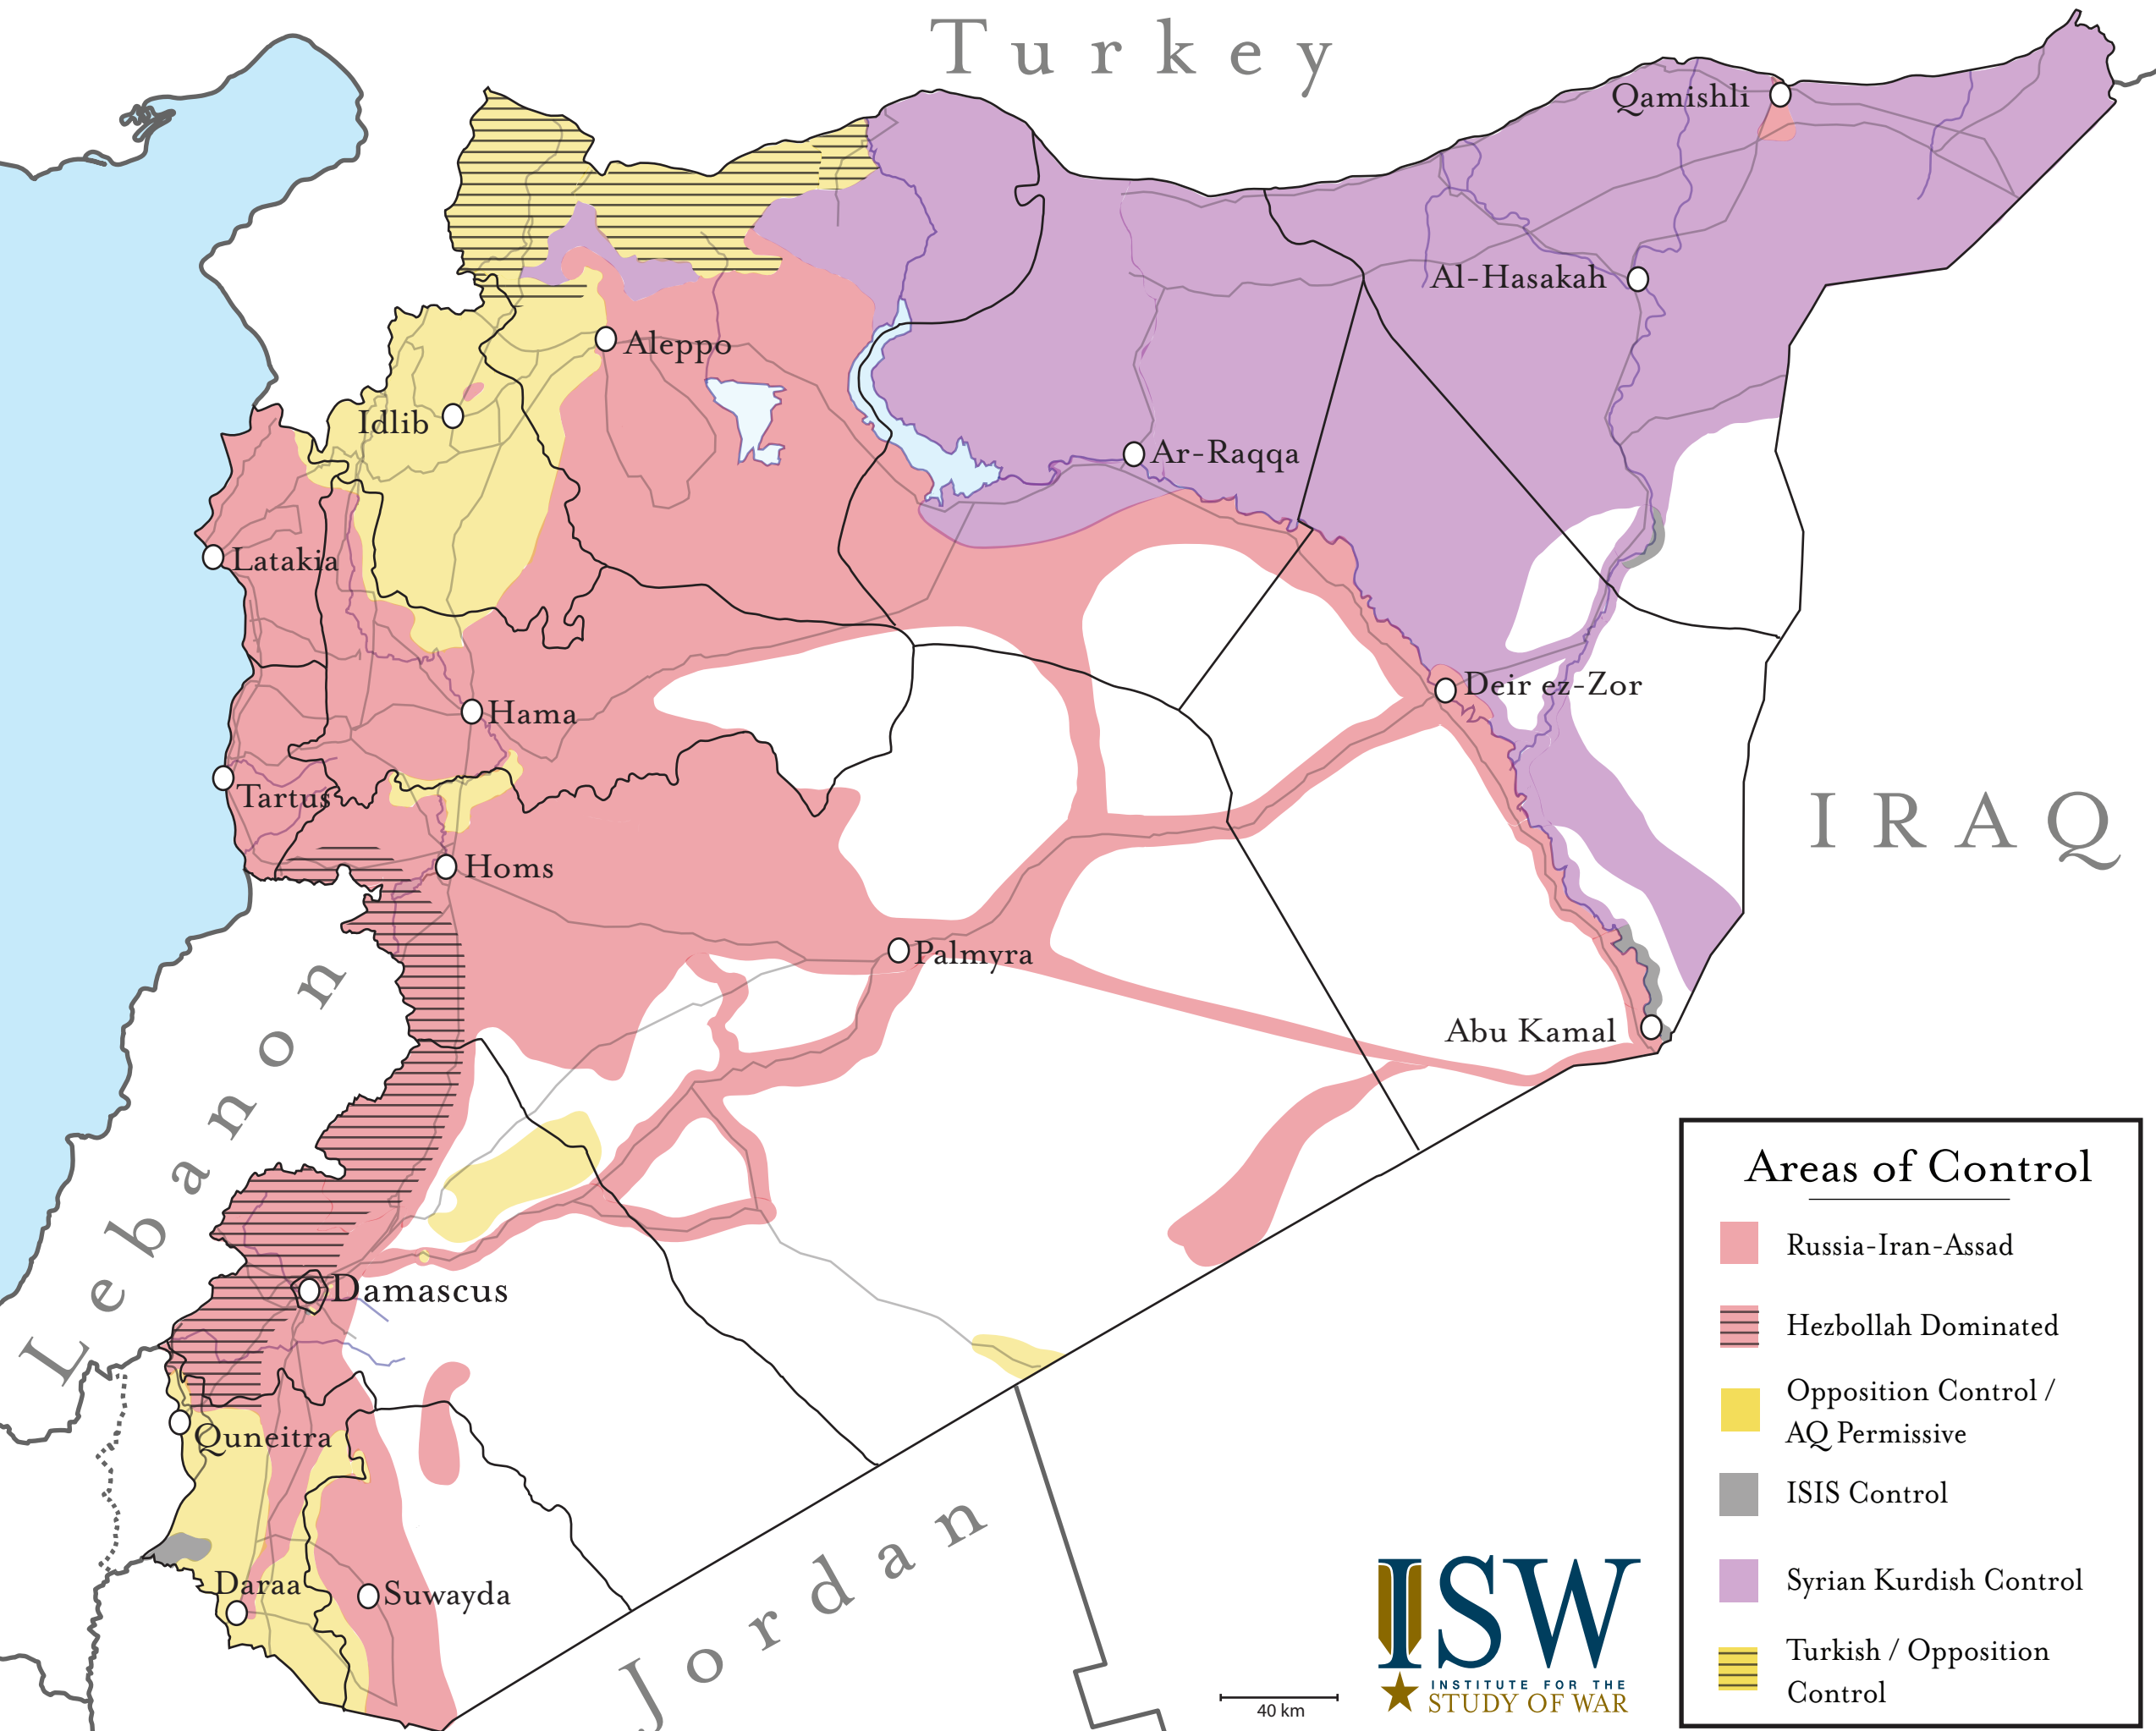 Turkey
Qamishli
Al-Hasakah
Aleppo
Idlib
Ar-Raqqa
Latakia
Deir ez-Zor
Hama
Tartus
IRAQ
Homs
Palmyra
Abu Kamal
Lebanon
Damascus
Quneitra
Daraa
Suwayda
Jordan
Areas of Control
Russia-Iran-Assad
Hezbollah Dominated
Opposition Control /
AQ Permissive
ISIS Control
Syrian Kurdish Control
Turkish / Opposition
Control
ISW
INSTITUTE FOR THE
STUDY OF WAR
40 km